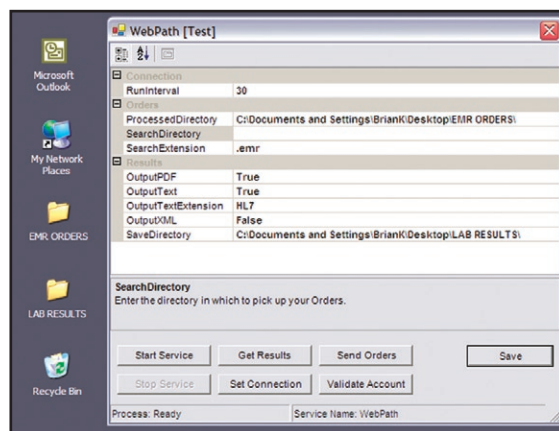 WebPath [Test]
Microsoft
Outlook
My Network
Places
EMR ORDERS
LAB RESULTS
Recycle Bin
Connection
RunInterval 30
Orders
ProcessedDirectory C:\Documents and Settings\BrianK\Desktop\EMR ORDERS\
SearchDirectory
SearchExtension .emr
Results
OutputPDF True
OutputText True
OutputTextExtension HL7
OutputXML False
SaveDirectory C:\Documents and Settings\BrianK\Desktop\LAB RESULTS\
SearchDirectory
Enter the directory in which to pick up your Orders.
Start Service Get Results Send Orders Save
Stop Service Set Connection Validate Account
Process: Ready Service Name: WebPath